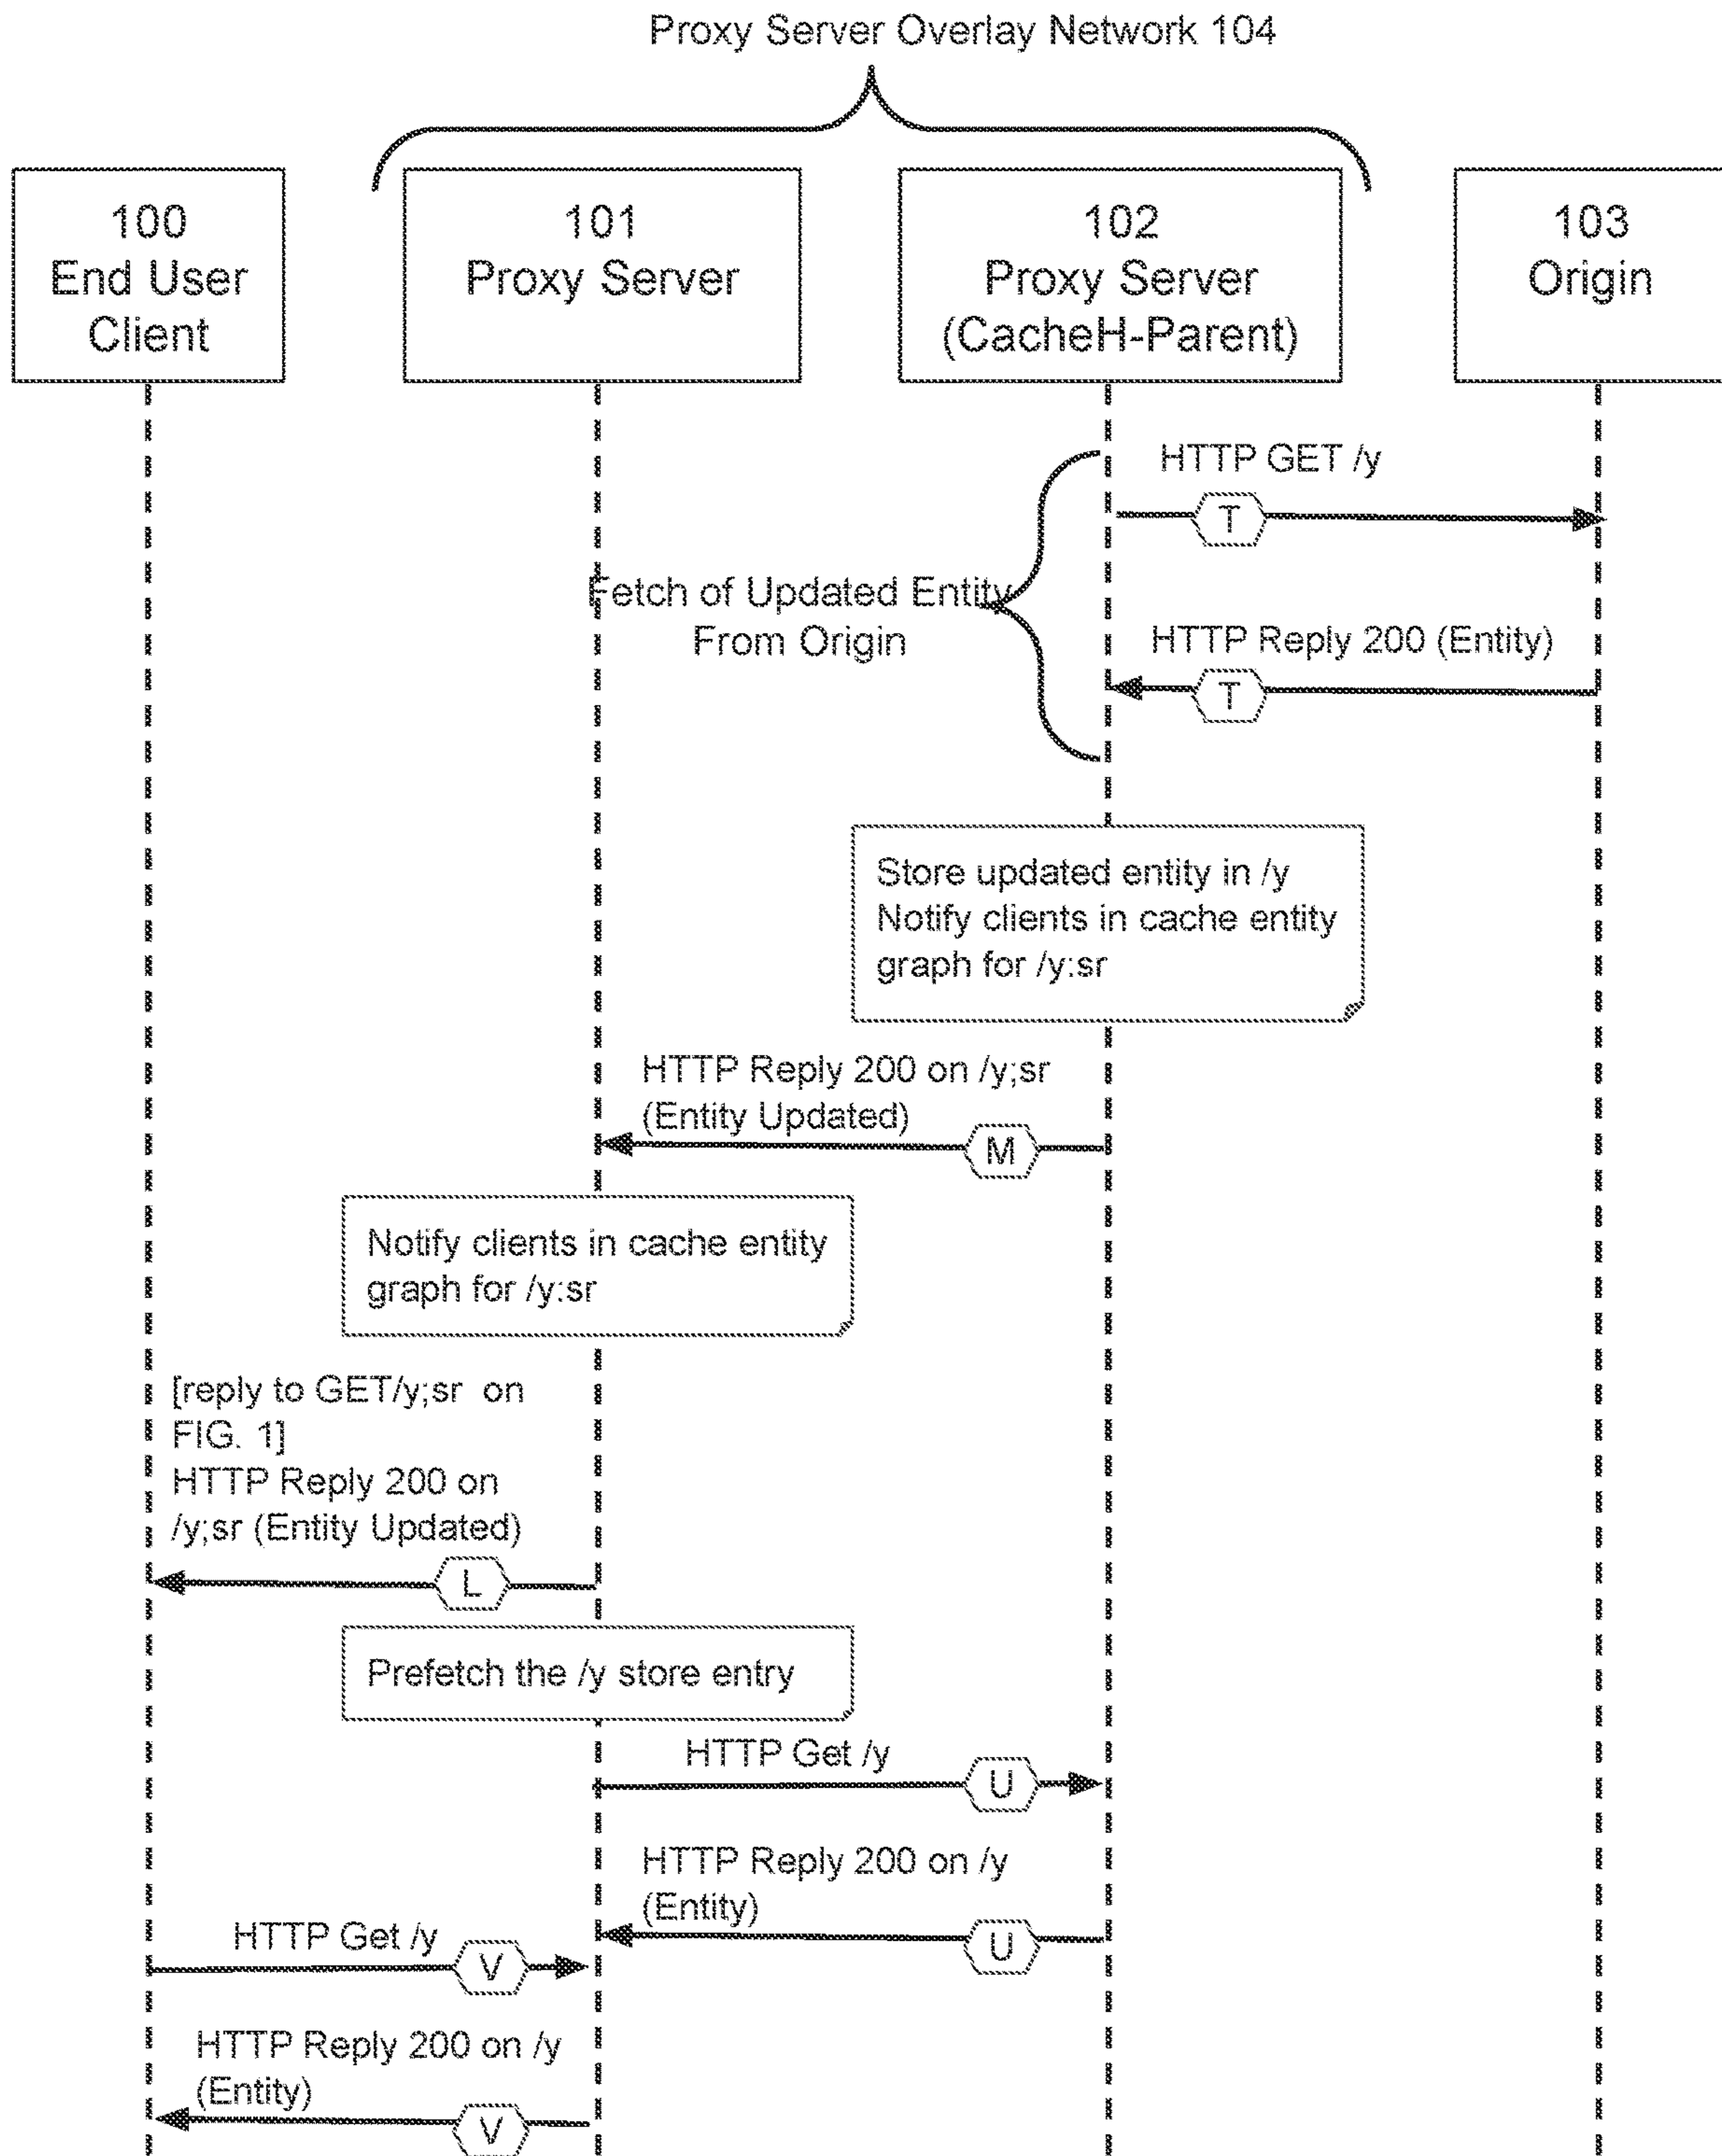 Proxy Server Overlay Network 104
100
End User
Client
101
Proxy Server
102
Proxy Server
(CacheH-Parent)
103
Origin
HTTP GET /y
T
Fetch of Updated Entity
From Origin
HTTP Reply 200 (Entity)
T
Store updated entity in /y
Notify clients in cache entity
graph for /y:sr
HTTP Reply 200 on /y;sr
(Entity Updated)
M
Notify clients in cache entity
graph for /y:sr
[reply to GET/y;sr on
FIG. 1]
HTTP Reply 200 on
/y;sr (Entity Updated)
L
Prefetch the /y store entry
HTTP Get /y
U
HTTP Reply 200 on /y
(Entity)
U
HTTP Get /y
V
HTTP Reply 200 on /y
(Entity)
V